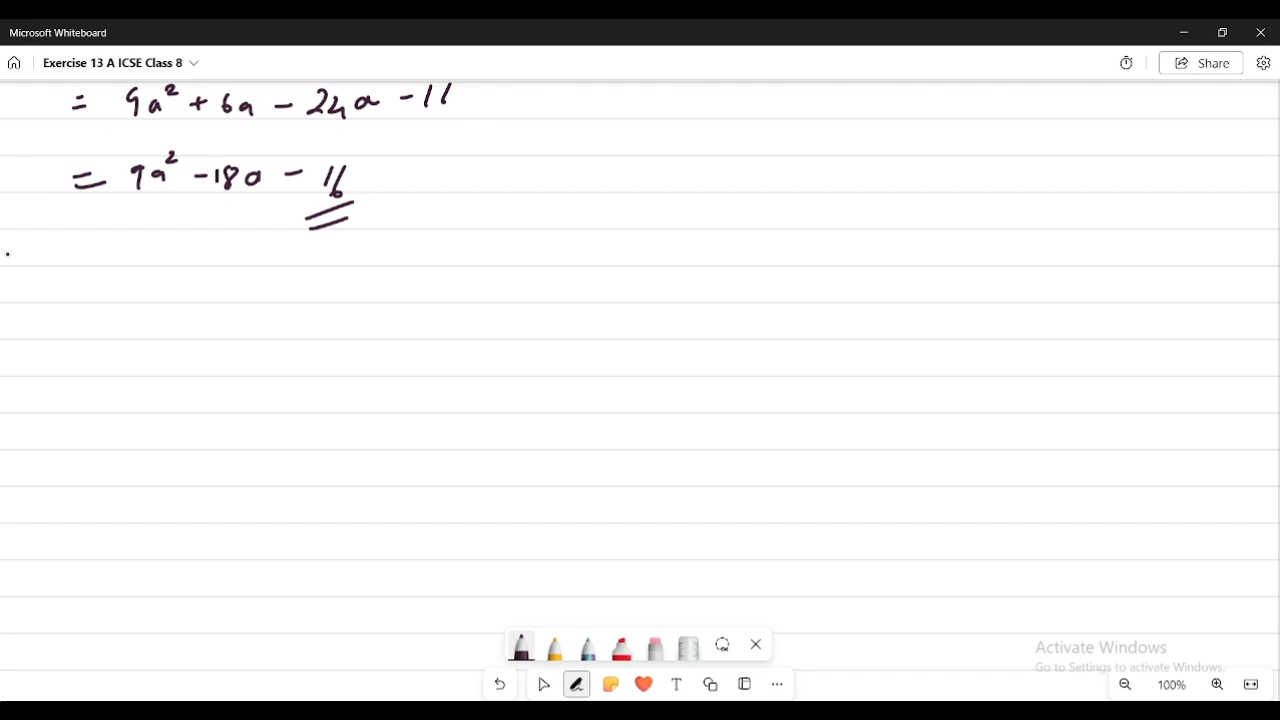 Microsoft Whiteboard
Exercise 13 A ICSE Class 8
Share
= 9a² + 6a - 24a - 16
= 9a² - 18a - 16
T
Activate Windows
Go to Settings to activate Windows.
100%